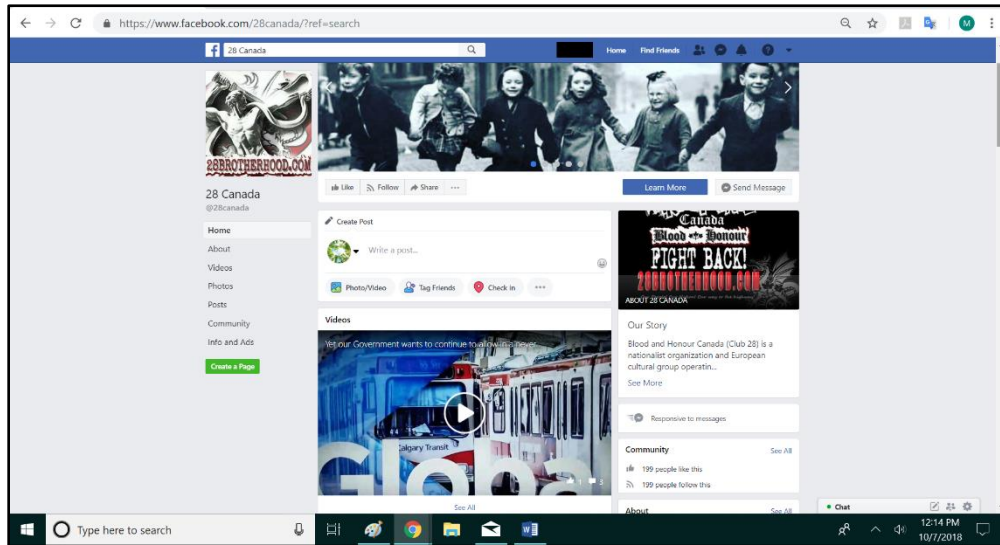 https://www.facebook.com/28canada/?ref=search
M
28 Canada
Home Find Friends
28BROTHERHOOD.COM
28 Canada
@28canada
Home
About
Videos
Photos
Posts
Community
Info and Ads
Create a Page
Like Follow Share
Learn More Send Message
Create Post
Write a post...
Photo/Video Tag Friends Check in
Videos
Yet our Government wants to continue to allow in a never
Calgary Transit
Globa
1 3
See All
Canada
Blood Honour
FIGHT BACK!
28BROTHERHOOD.COM
ABOUT 28 CANADA
Our Story
Blood and Honour Canada (Club 28) is a
nationalist organization and European
cultural group operatin...
See More
Responsive to messages
Community See All
199 people like this
199 people follow this
About See All
Chat
Type here to search
12:14 PM
10/7/2018